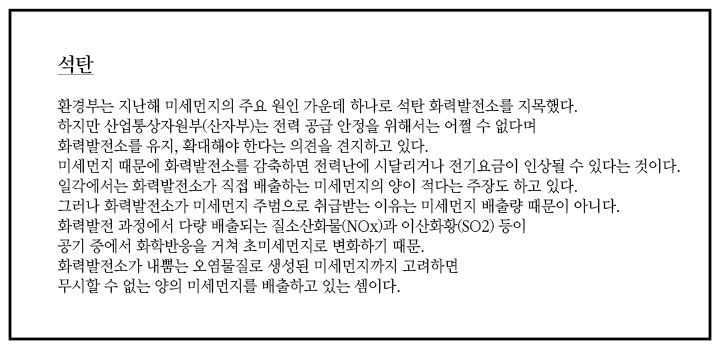 석탄
환경부는 지난해 미세먼지의 주요 원인 가운데 하나로 석탄 화력발전소를 지목했다.
하지만 산업통상자원부(산자부)는 전력 공급 안정을 위해서는 어쩔 수 없다며
화력발전소를 유지, 확대해야 한다는 의견을 견지하고 있다.
미세먼지 때문에 화력발전소를 감축하면 전력난에 시달리거나 전기요금이 인상될 수 있다는 것이다.
일각에서는 화력발전소가 직접 배출하는 미세먼지의 양이 적다는 주장도 하고 있다.
그러나 화력발전소가 미세먼지 주범으로 취급받는 이유는 미세먼지 배출량 때문이 아니다.
화력발전 과정에서 다량 배출되는 질소산화물(NOx)과 이산화황(SO2) 등이
공기 중에서 화학반응을 거쳐 초미세먼지로 변화하기 때문.
화력발전소가 내뿜는 오염물질로 생성된 미세먼지까지 고려하면
무시할 수 없는 양의 미세먼지를 배출하고 있는 셈이다.